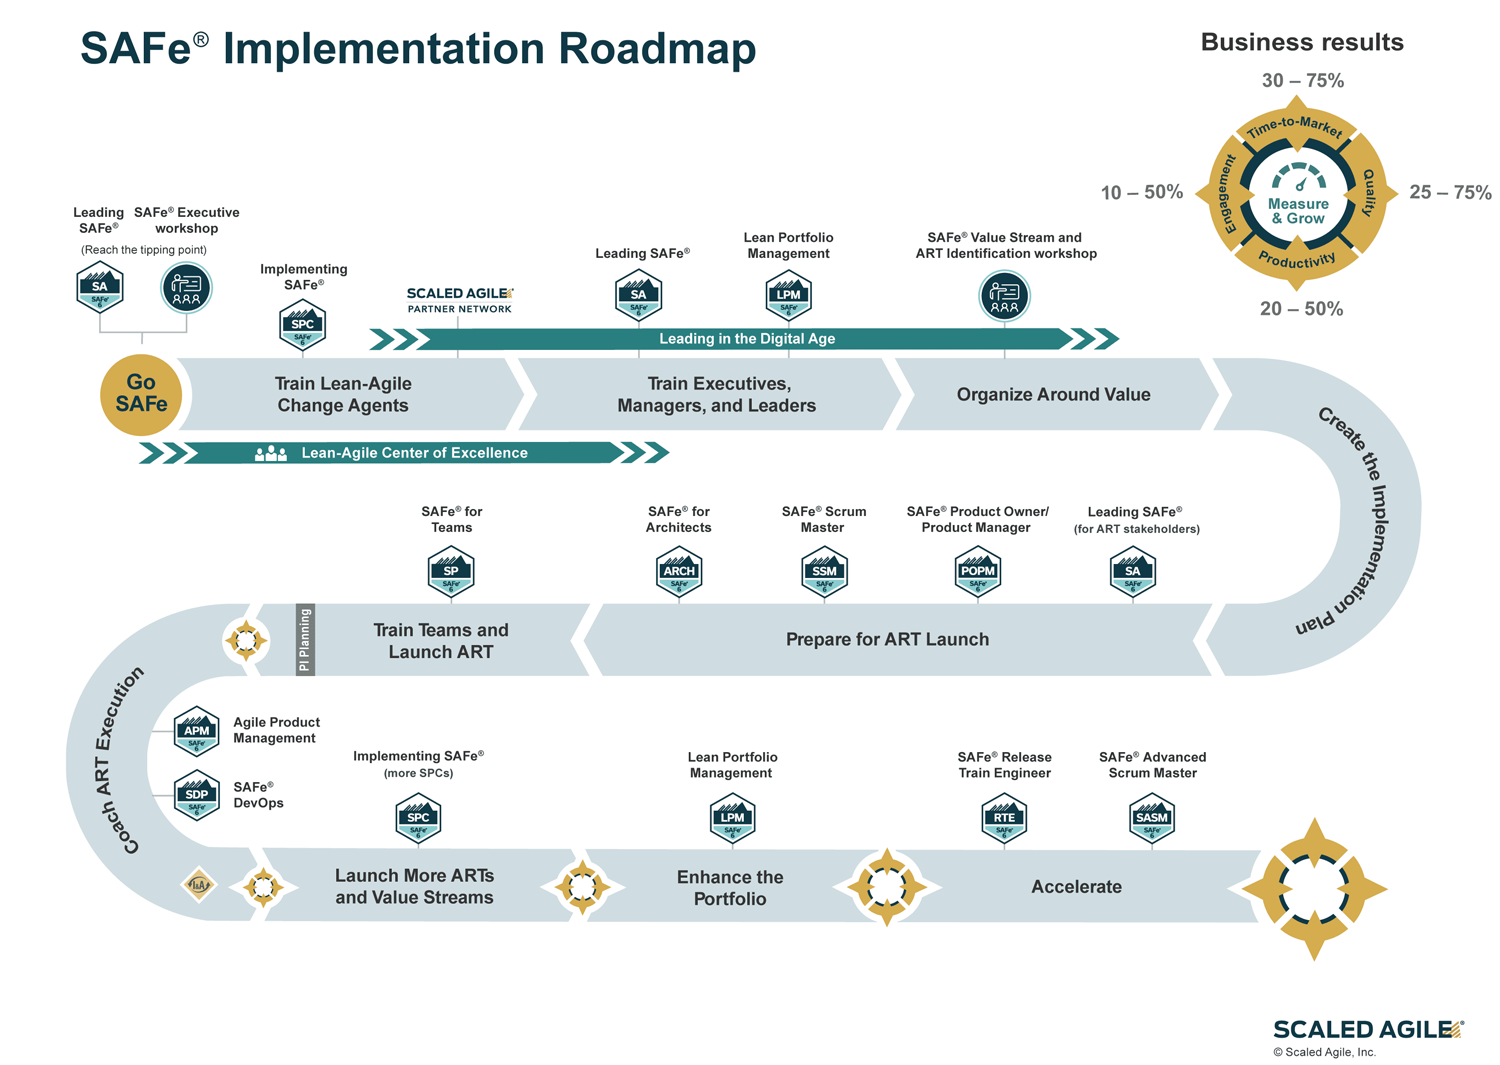 SAFe® Implementation Roadmap
Business results
30 – 75%
10 – 50%
25 – 75%
20 – 50%
Time-to-Market
Engagement
Quality
Productivity
Measure
& Grow
Leading
SAFe®
SAFe® Executive
workshop
(Reach the tipping point)
SA
SAFe®
6
Implementing
SAFe®
SPC
SAFe®
6
SCALED AGILE®
PARTNER NETWORK
Leading SAFe®
SA
SAFe®
6
Lean Portfolio
Management
LPM
SAFe®
6
SAFe® Value Stream and
ART Identification workshop
Leading in the Digital Age
Go
SAFe
Train Lean-Agile
Change Agents
Train Executives,
Managers, and Leaders
Organize Around Value
Create the Implementation Plan
Lean-Agile Center of Excellence
SAFe® for
Teams
SP
SAFe®
6
SAFe® for
Architects
ARCH
SAFe®
6
SAFe® Scrum
Master
SSM
SAFe®
6
SAFe® Product Owner/
Product Manager
POPM
SAFe®
6
Leading SAFe®
(for ART stakeholders)
SA
SAFe®
6
PI Planning
Train Teams and
Launch ART
Prepare for ART Launch
Coach ART Execution
APM
SAFe®
6
Agile Product
Management
SDP
SAFe®
6
SAFe®
DevOps
I&A
Implementing SAFe®
(more SPCs)
SPC
SAFe®
6
Lean Portfolio
Management
LPM
SAFe®
6
SAFe® Release
Train Engineer
RTE
SAFe®
6
SAFe® Advanced
Scrum Master
SASM
SAFe®
6
Launch More ARTs
and Value Streams
Enhance the
Portfolio
Accelerate
SCALED AGILE®
© Scaled Agile, Inc.